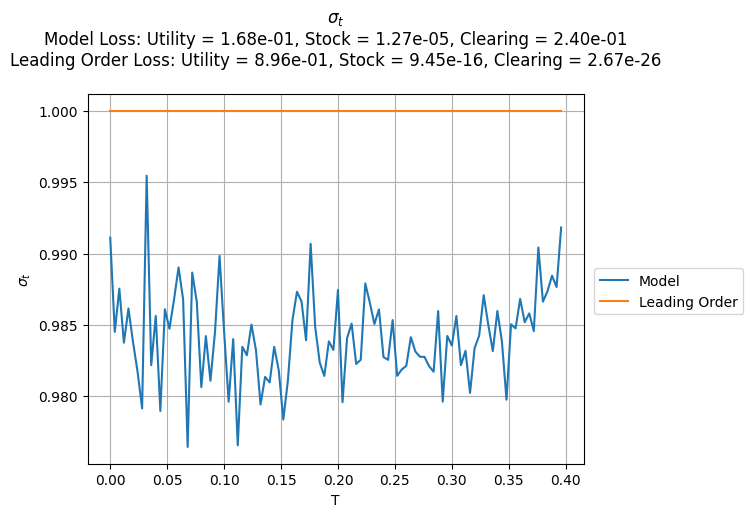 σt
Model Loss: Utility = 1.68e-01, Stock = 1.27e-05, Clearing = 2.40e-01
Leading Order Loss: Utility = 8.96e-01, Stock = 9.45e-16, Clearing = 2.67e-26
1.000
0.995
0.990
0.985
0.980
σt
0.00 0.05 0.10 0.15 0.20 0.25 0.30 0.35 0.40
T
Model
Leading Order